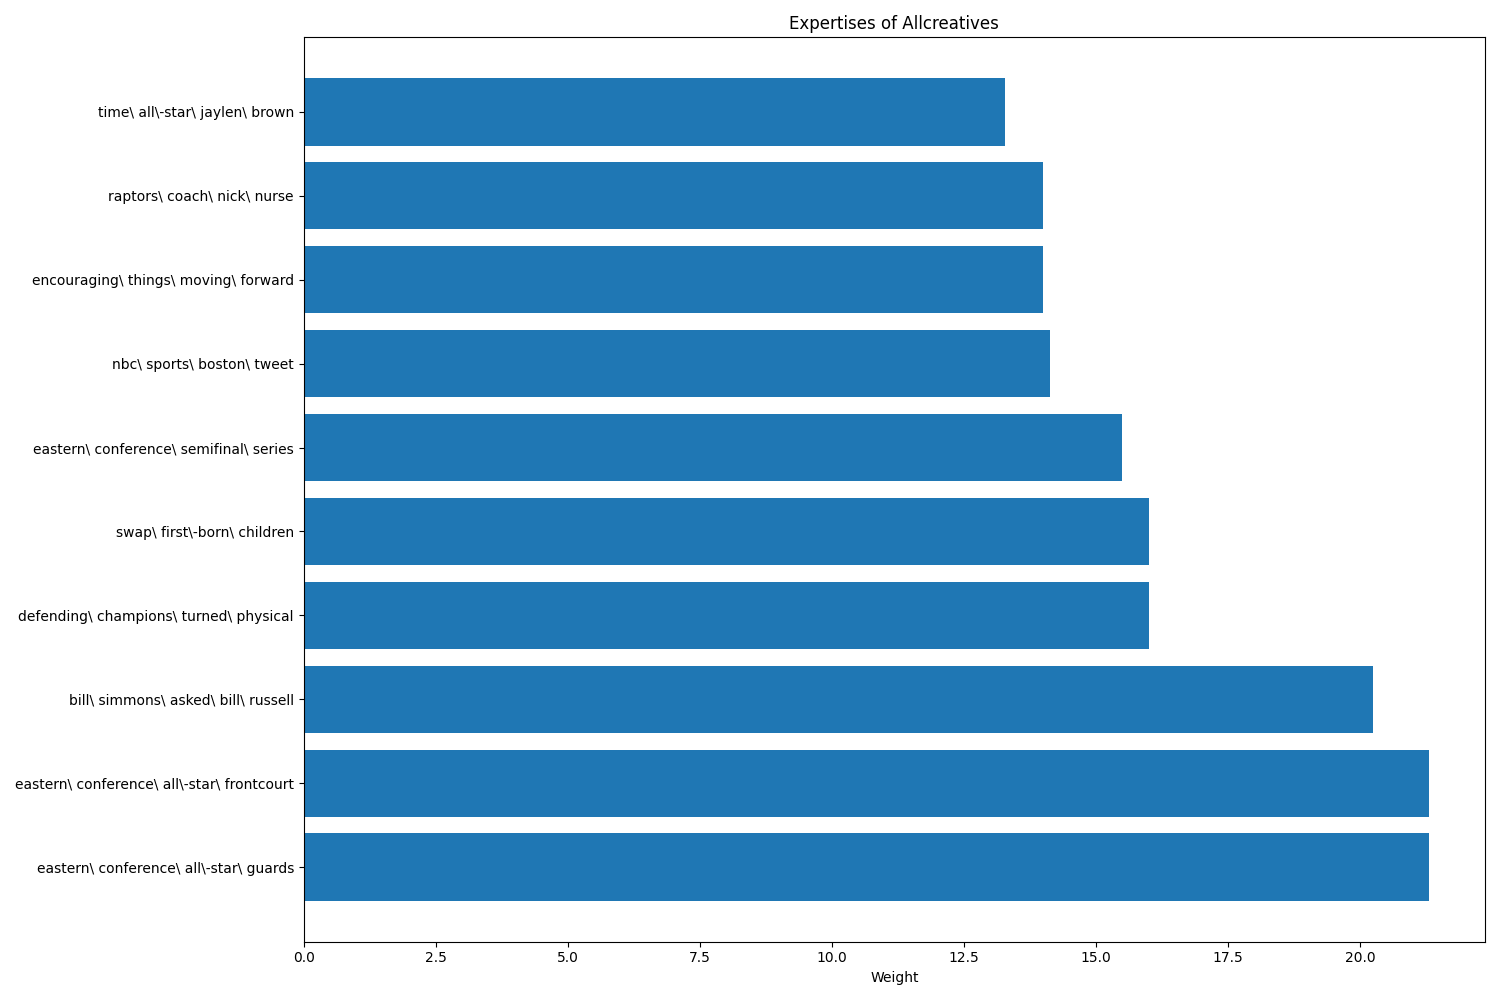 Expertises of Allcreatives
time\ all\-star\ jaylen\ brown
raptors\ coach\ nick\ nurse
encouraging\ things\ moving\ forward
nbc\ sports\ boston\ tweet
eastern\ conference\ semifinal\ series
swap\ first\-born\ children
defending\ champions\ turned\ physical
bill\ simmons\ asked\ bill\ russell
eastern\ conference\ all\-star\ frontcourt
eastern\ conference\ all\-star\ guards
0.0 2.5 5.0 7.5 10.0 12.5 15.0 17.5 20.0
Weight